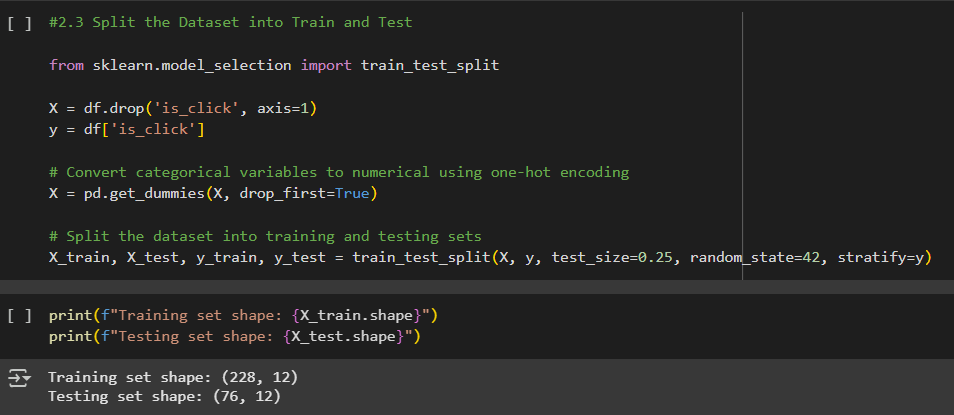 [ ] #2.3 Split the Dataset into Train and Test
from sklearn.model_selection import train_test_split
X = df.drop('is_click', axis=1)
y = df['is_click']
# Convert categorical variables to numerical using one-hot encoding
X = pd.get_dummies(X, drop_first=True)
# Split the dataset into training and testing sets
X_train, X_test, y_train, y_test = train_test_split(X, y, test_size=0.25, random_state=42, stratify=y)
[ ] print(f"Training set shape: {X_train.shape}")
print(f"Testing set shape: {X_test.shape}")
Training set shape: (228, 12)
Testing set shape: (76, 12)